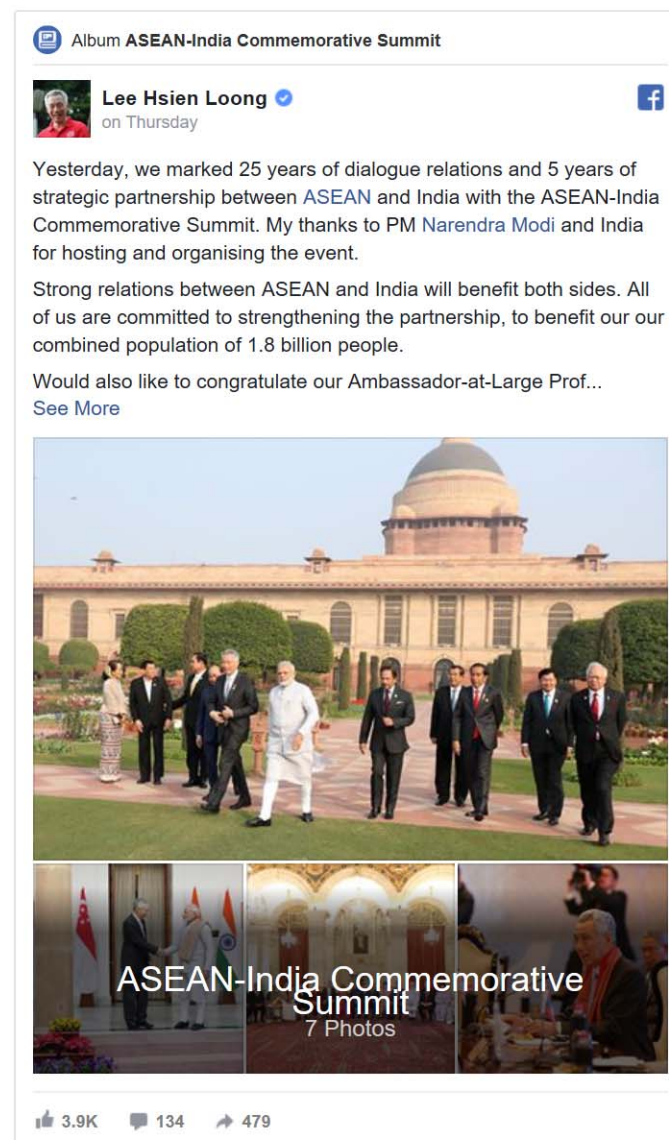 Album ASEAN-India Commemorative Summit
Lee Hsien Loong
on Thursday
Yesterday, we marked 25 years of dialogue relations and 5 years of
strategic partnership between ASEAN and India with the ASEAN-India
Commemorative Summit. My thanks to PM Narendra Modi and India
for hosting and organising the event.
Strong relations between ASEAN and India will benefit both sides. All
of us are committed to strengthening the partnership, to benefit our our
combined population of 1.8 billion people.
Would also like to congratulate our Ambassador-at-Large Prof...
See More
ASEAN-India Commemorative
Summit
7 Photos
3.9K 134 479